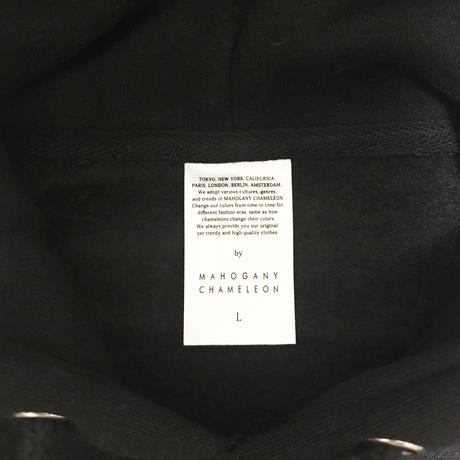 TOKYO, NEW YORK, CALIFORNIA
PARIS, LONDON, BERLIN, AMSTERDAM.
We adopt various cultures, genres,
and trends in MAHOGANY CHAMELEON
Change our colors from time to time for
different fashion eras, same as how
chameleons change their colors.
We always provide you our original
yet trendy and high-quality clothes.
by
MAHOGANY
CHAMELEON
L